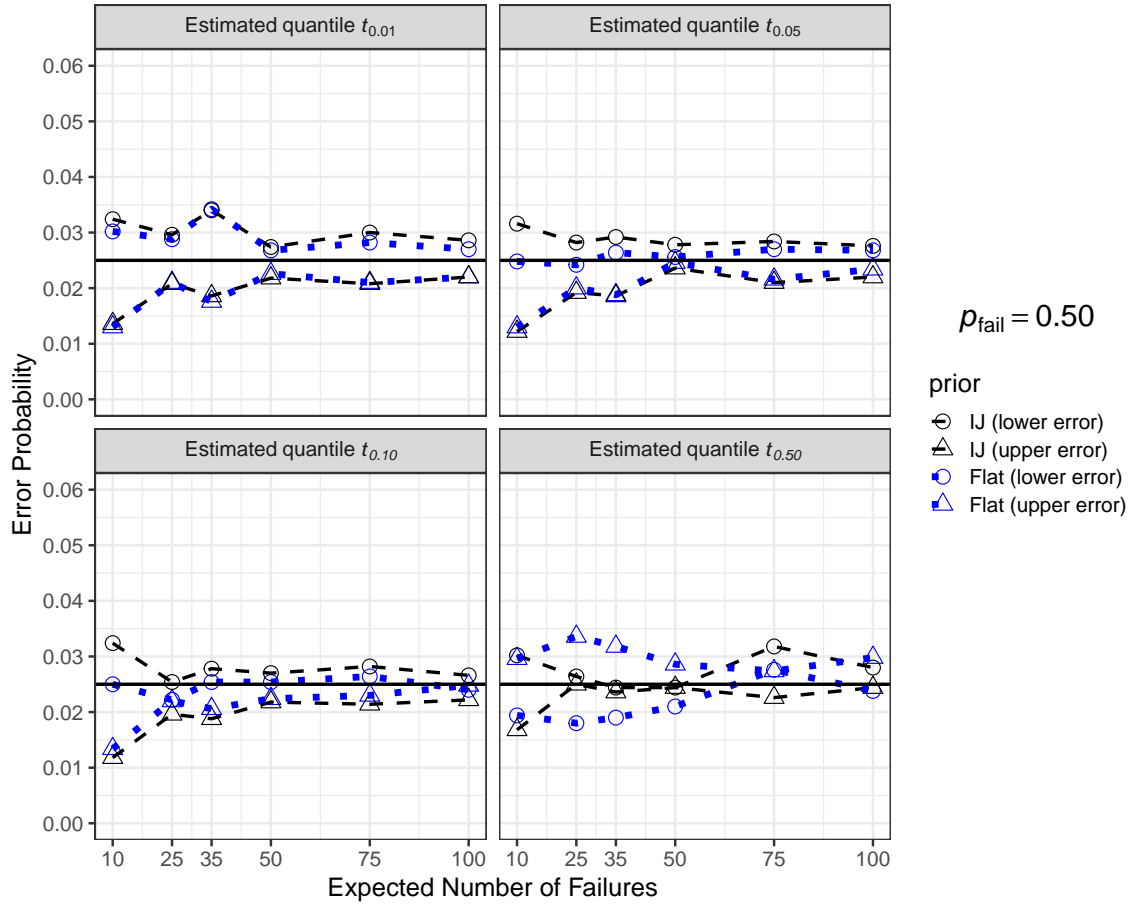 Estimated quantile t0.01
Estimated quantile t0.05
0.06
0.05
0.04
0.03
0.02
0.01
0.00
Estimated quantile t0.10
Estimated quantile t0.50
0.06
0.05
0.04
0.03
0.02
0.01
0.00
10 25 35 50 75 100
10 25 35 50 75 100
Expected Number of Failures
Error Probability
pfail = 0.50
prior
IJ (lower error)
IJ (upper error)
Flat (lower error)
Flat (upper error)